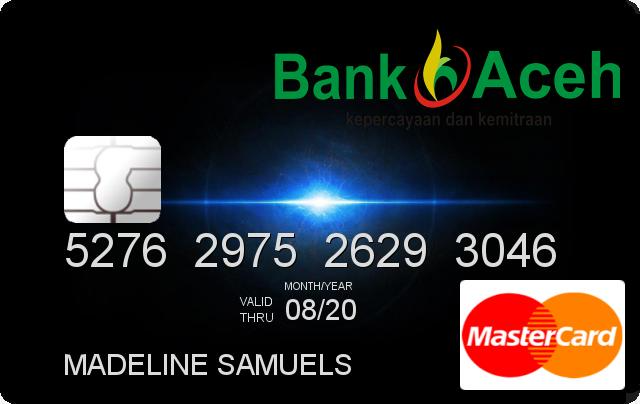 Bank Aceh
kepercayaan dan kemitraan
5276 2975 2629 3046
MONTH/YEAR
VALID THRU 08/20
MADELINE SAMUELS
MasterCard